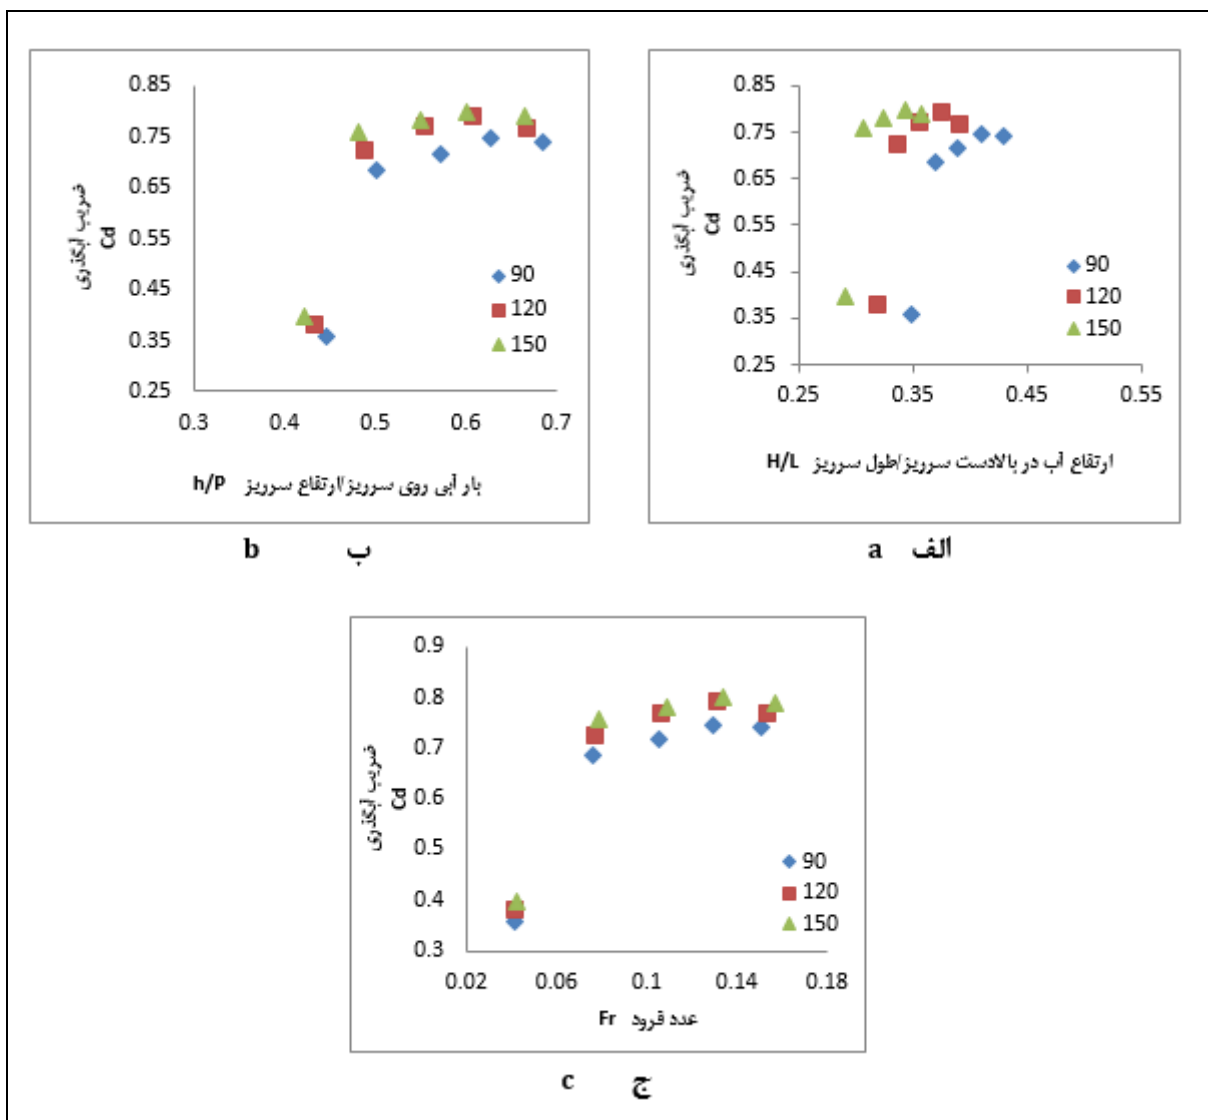 0.85
0.75
0.65
0.55
0.45
0.35
0.25
ضریب آبگذری
Cd
90
120
150
0.3 0.4 0.5 0.6 0.7
بار آبی روی سرریز/ارتفاع سرریز h/P
ب b
0.85
0.75
0.65
0.55
0.45
0.35
0.25
ضریب آبگذری
Cd
90
120
150
0.25 0.35 0.45 0.55
ارتفاع آب در بالادست سرریز/طول سرریز H/L
الف a
0.9
0.8
0.7
0.6
0.5
0.4
0.3
ضریب آبگذری
Cd
90
120
150
0.02 0.06 0.1 0.14 0.18
عدد فرود Fr
ج c